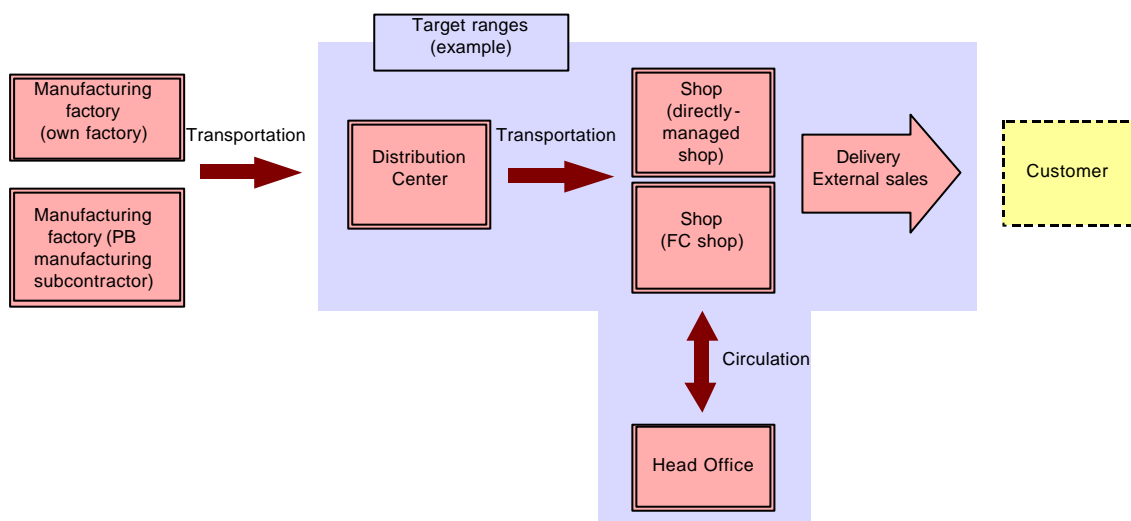 Target ranges
(example)
Manufacturing
factory
(own factory)
Transportation
Manufacturing
factory (PB
manufacturing
subcontractor)
Distribution
Center
Transportation
Shop
(directly-
managed
shop)
Shop
(FC shop)
Delivery
External sales
Customer
Circulation
Head Office